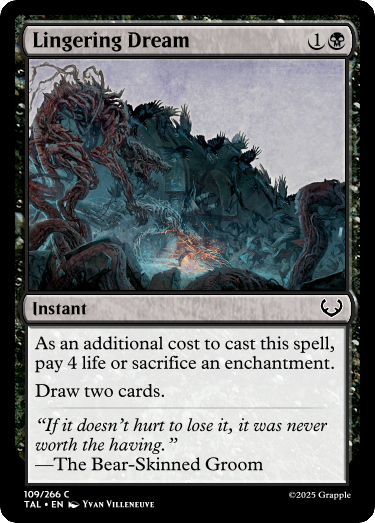 Lingering Dream 1
Instant
As an additional cost to cast this spell,
pay 4 life or sacrifice an enchantment.
Draw two cards.
"If it doesn't hurt to lose it, it was never
worth the having."
—The Bear-Skinned Groom
109/266 C
©2025 Grapple
TAL • EN Yvan Villeneuve